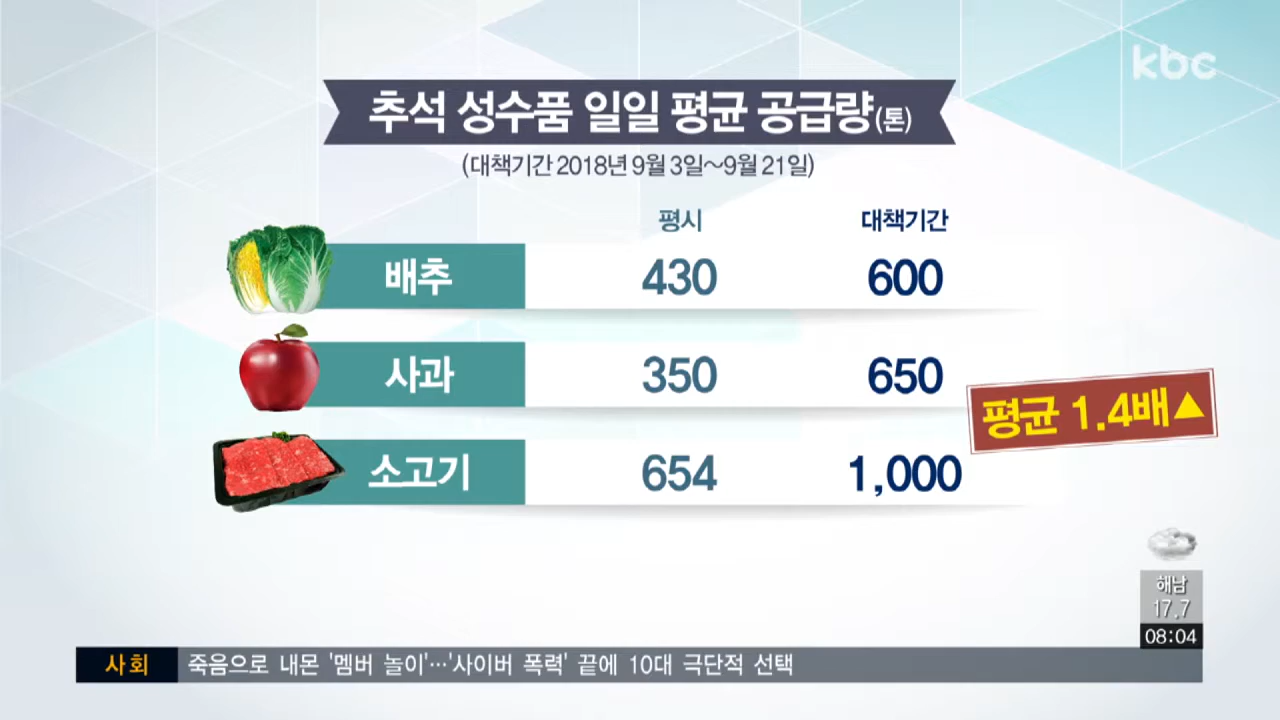 kbc
추석 성수품 일일 평균 공급량(톤)
(대책기간 2018년 9월 3일~9월 21일)
평시 대책기간
배추 430 600
사과 350 650
평균 1.4배▲
소고기 654 1,000
해남
17.7
08:04
사회 죽음으로 내몬 '멤버 놀이'…'사이버 폭력' 끝에 10대 극단적 선택